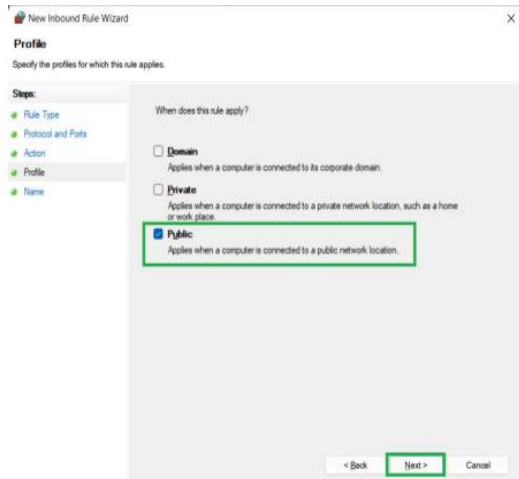 New Inbound Rule Wizard
Profile
Specify the profiles for which this rule applies.
Steps:
Rule Type
Protocol and Ports
Action
Profile
Name
When does this rule apply?
Domain
Applies when a computer is connected to its corporate domain.
Private
Applies when a computer is connected to a private network location, such as a home
or work place.
Public
Applies when a computer is connected to a public network location.
< Back
Next >
Cancel